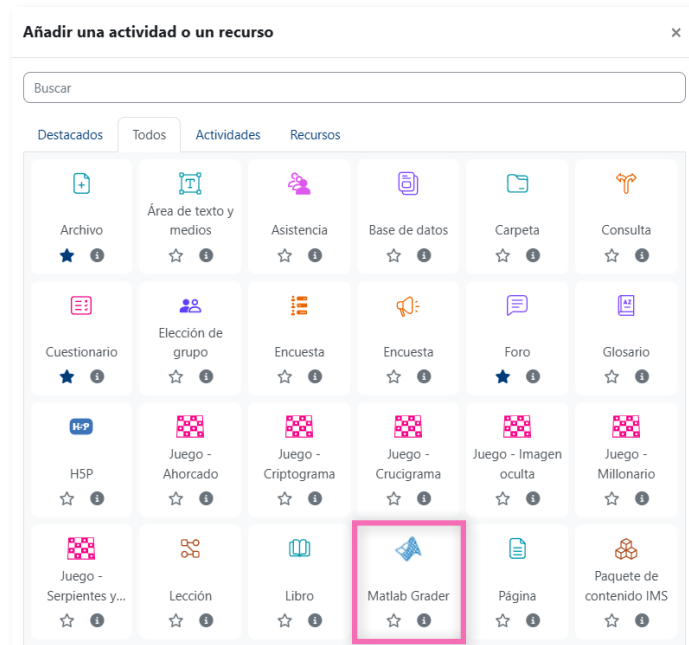 Añadir una actividad o un recurso
×
Buscar
Destacados Todos Actividades Recursos
Archivo
Área de texto y
medios
Asistencia
Base de datos
Carpeta
Consulta
Cuestionario
Elección de
grupo
Encuesta
Encuesta
Foro
Glosario
H5P
H5P
Juego -
Ahorcado
Juego -
Criptograma
Juego -
Crucigrama
Juego - Imagen
oculta
Juego -
Millonario
Juego -
Serpientes y...
Lección
Libro
Matlab Grader
Página
Paquete de
contenido IMS